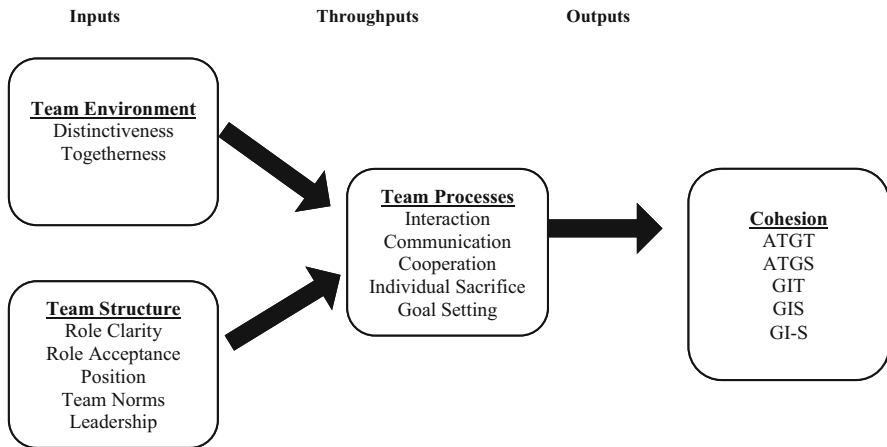 Inputs
Throughputs
Outputs
Team Environment
Distinctiveness
Togetherness
Team Structure
Role Clarity
Role Acceptance
Position
Team Norms
Leadership
Team Processes
Interaction
Communication
Cooperation
Individual Sacrifice
Goal Setting
Cohesion
ATGT
ATGS
GIT
GIS
GI-S